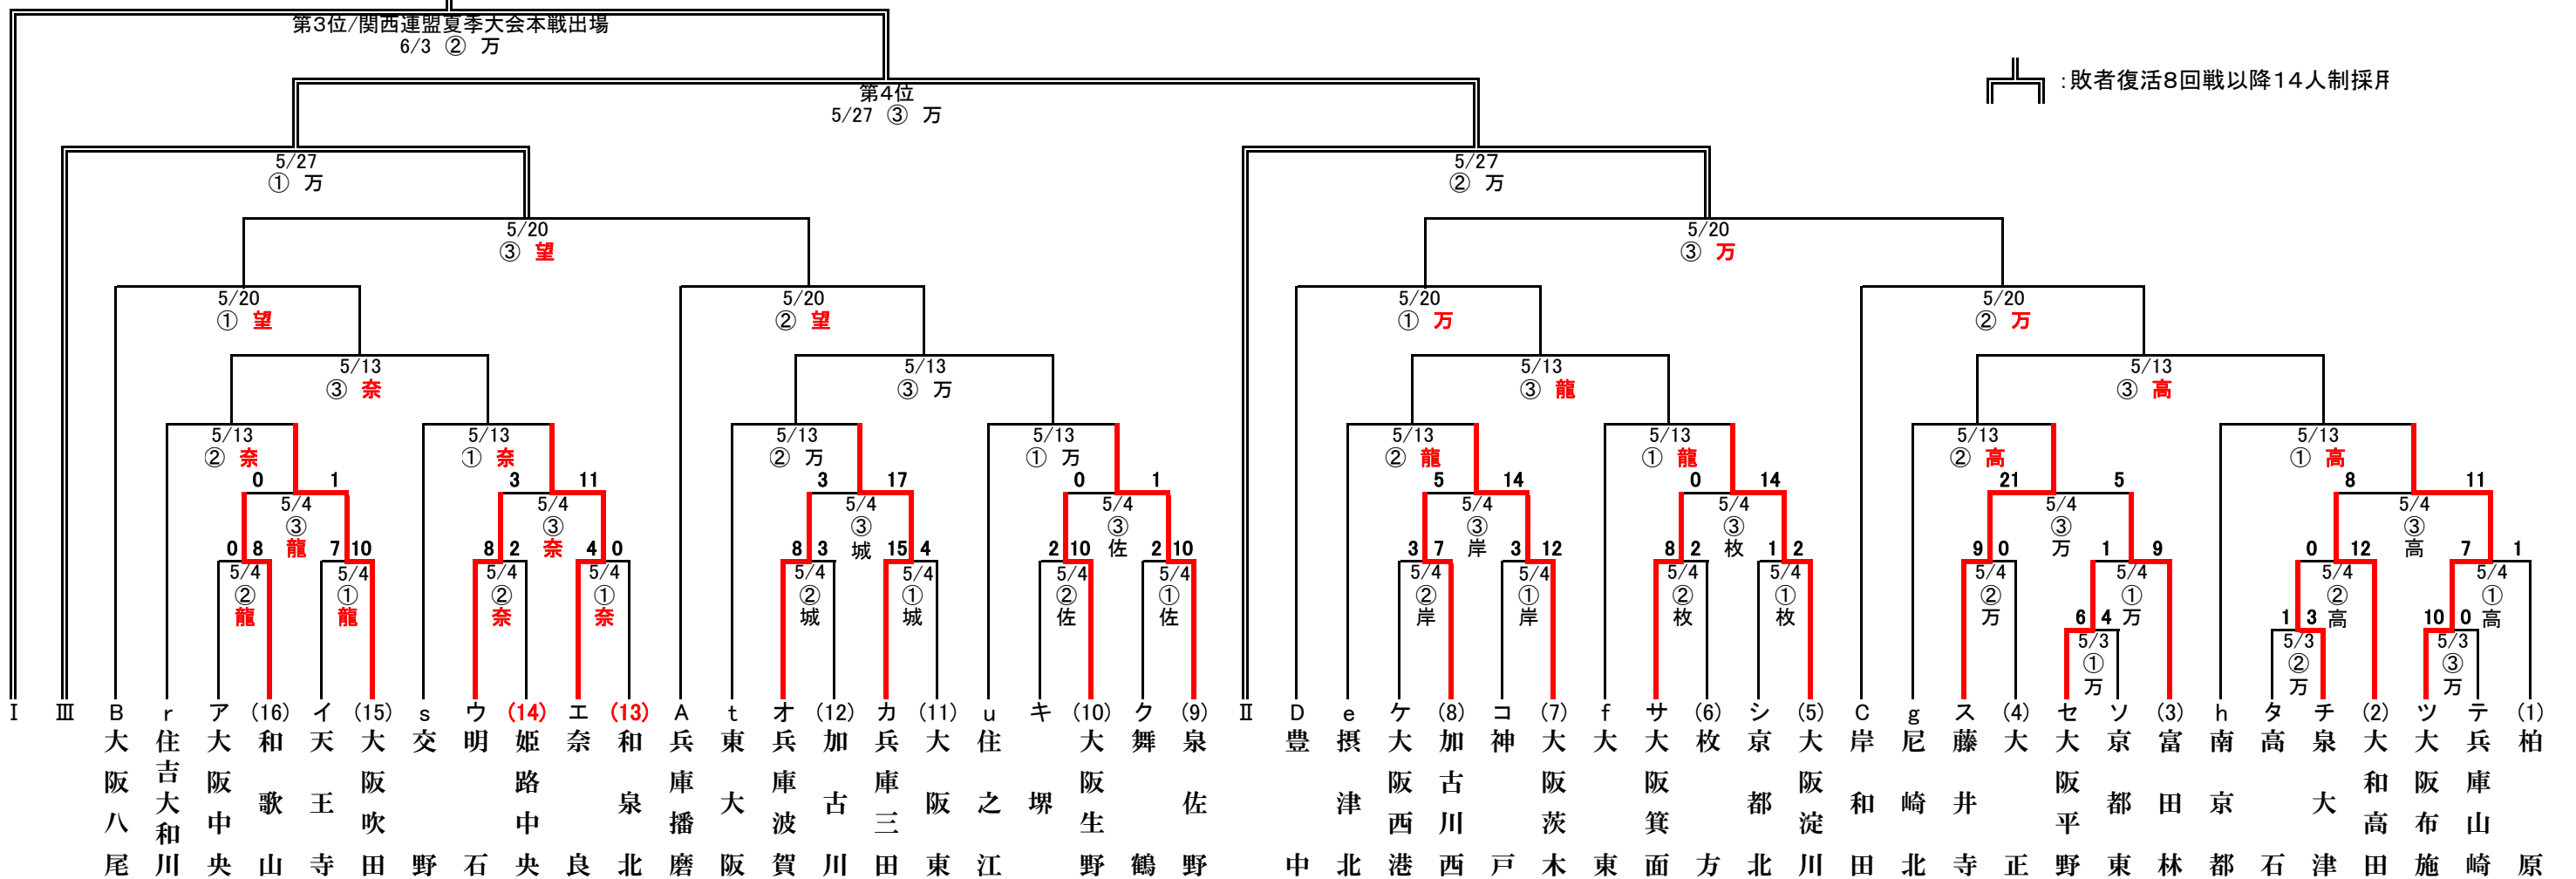 第3位/関西連盟夏季大会本戦出場
6/3 ② 万
:敗者復活8回戦以降14人制採用
第4位
5/27 ③ 万
5/27
① 万
5/27
② 万
5/20
③ 望
5/20
③ 万
5/20
① 望
5/20
② 望
5/20
① 万
5/20
② 万
5/13
③ 奈
5/13
③ 万
5/13
③ 龍
5/13
③ 高
5/13
② 奈
5/13
① 奈
5/13
② 万
5/13
① 万
5/13
② 龍
5/13
① 龍
5/13
② 高
5/13
① 高
0 1 3 11 3 17 0 1 5 14 0 14 21 5 8 11
5/4 5/4 5/4 5/4 5/4 5/4 5/4 5/4
③ ③ ③ ③ ③ ③ ③ ③
龍 奈 城 佐 岸 枚 万 高
0 8 7 10 8 2 4 0 8 3 15 4 2 10 2 10 3 7 3 12 8 2 1 2 9 0 1 9 0 12 7 1
5/4 5/4 5/4 5/4 5/4 5/4 5/4 5/4 5/4 5/4 5/4 5/4 5/4 5/4 5/4 5/4
② ① ② ① ② ① ② ① ② ① ② ① ② ① ② ①
龍 龍 奈 奈 城 城 佐 佐 岸 岸 枚 枚 万 万 高 高
6 4 1 3 10 0
5/3 5/3 5/3
① ② ③
万 万 万
I Ⅲ B r ア (16) イ (15) s ウ (14) エ (13) A t オ (12) カ (11) u キ (10) ク (9) Ⅱ D e ケ (8) コ (7) f サ (6) シ (5) C g ス (4) セ ソ (3) h タ チ (2) ツ テ (1)
大阪八尾
住吉大和川
大阪中央
和歌山
天王寺
大阪吹田
交野
明石
姫路中央
奈良
和泉北
兵庫播磨
東大阪
兵庫波賀
加古川
兵庫三田
大阪東
住之江
堺
大阪生野
舞鶴
泉佐野
豊中
摂津北
大阪西港
加古川西
神戸
大阪茨木
大東
大阪箕面
枚方
京都北
大阪淀川
岸和田
尼崎北
藤井寺
大正
大阪平野
京都東
富田林
南京都
高石
泉大津
大和高田
大阪布施
兵庫山崎
柏原